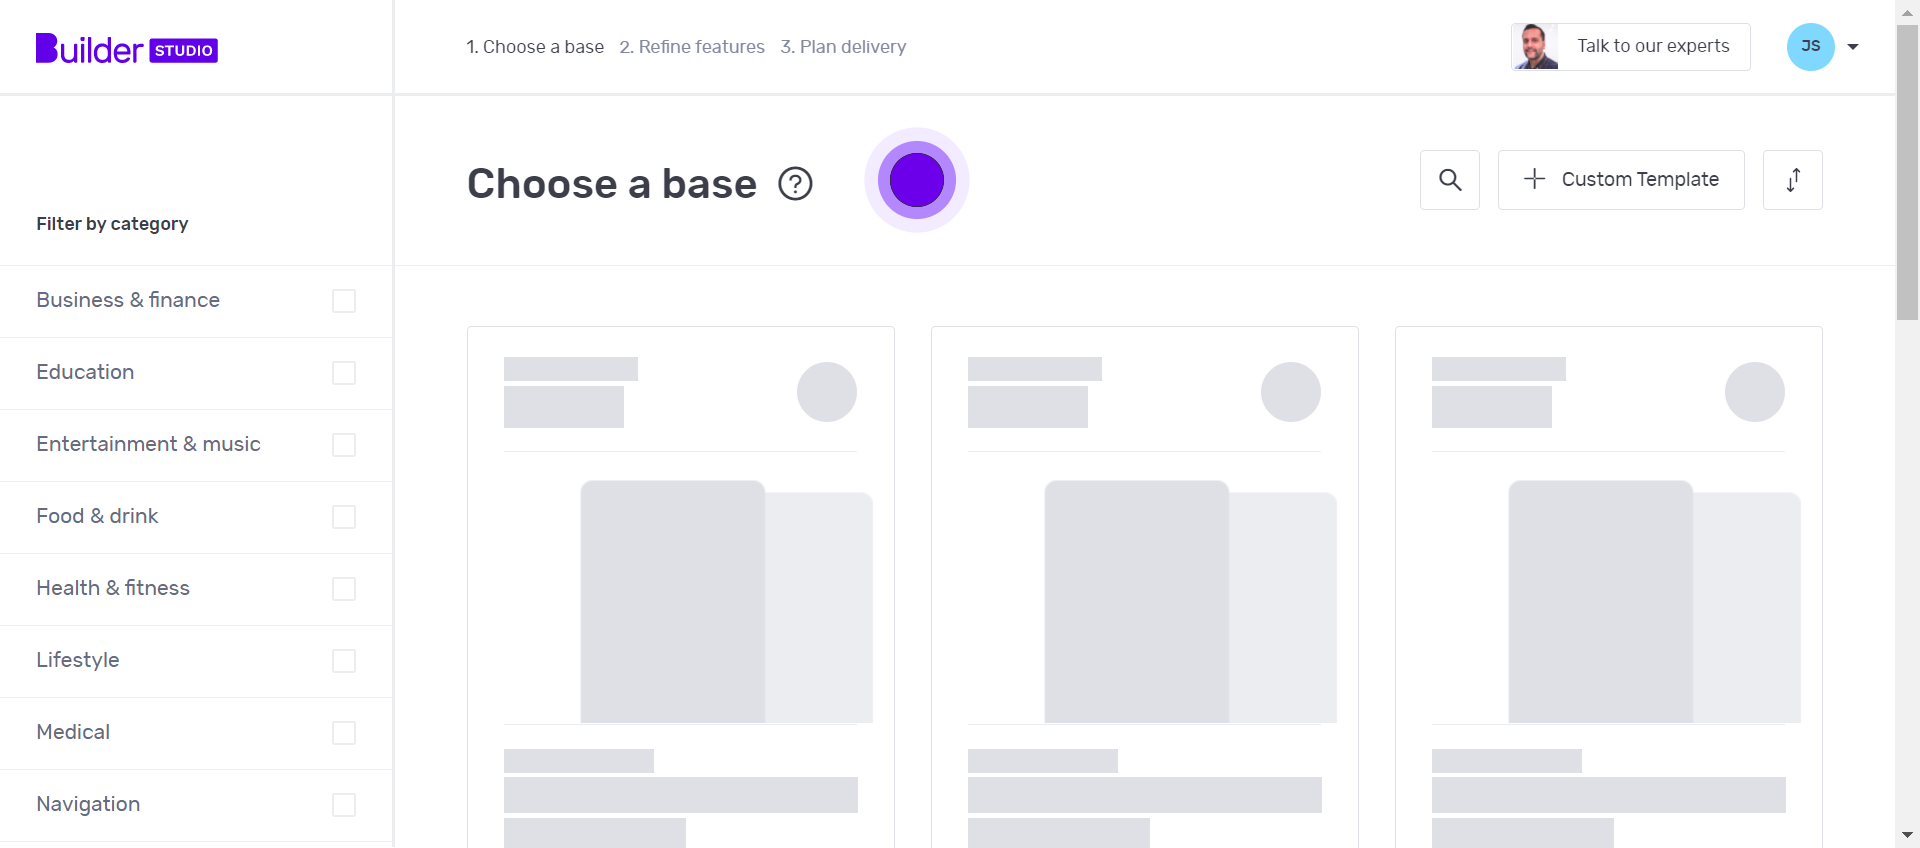 Builder STUDIO
1. Choose a base 2. Refine features 3. Plan delivery
Talk to our experts
JS
Choose a base ?
Custom Template
Filter by category
Business & finance
Education
Entertainment & music
Food & drink
Health & fitness
Lifestyle
Medical
Navigation